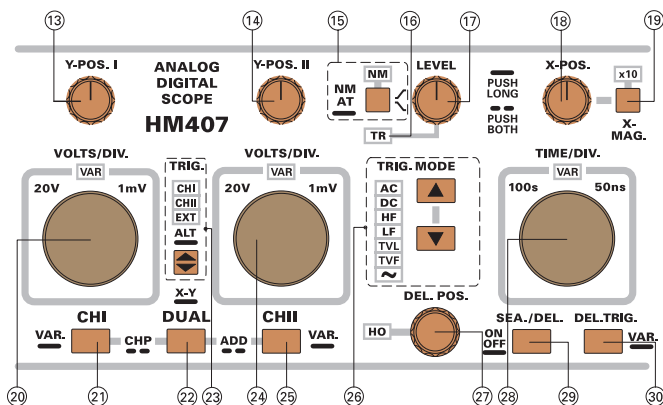 13
14
15
16
17
18
19
Y-POS. I
ANALOG
DIGITAL
SCOPE
HM407
Y-POS. II
NM
AT
NM
LEVEL
TR
PUSH
LONG
PUSH
BOTH
X-POS.
x10
X-
MAG.
VOLTS/DIV.
VAR
20V
1mV
TRIG.
CHI
CHII
EXT
ALT
X-Y
VOLTS/DIV.
VAR
20V
1mV
TRIG. MODE
AC
DC
HF
LF
TVL
TVF
~
TIME/DIV.
VAR
100s
50ns
VAR.
CHI
CHP
DUAL
ADD
CHII
VAR.
DEL. POS.
HO
ON
OFF
SEA./DEL.
DEL.TRIG.
VAR.
20
21
22
23
24
25
26
27
28
29
30